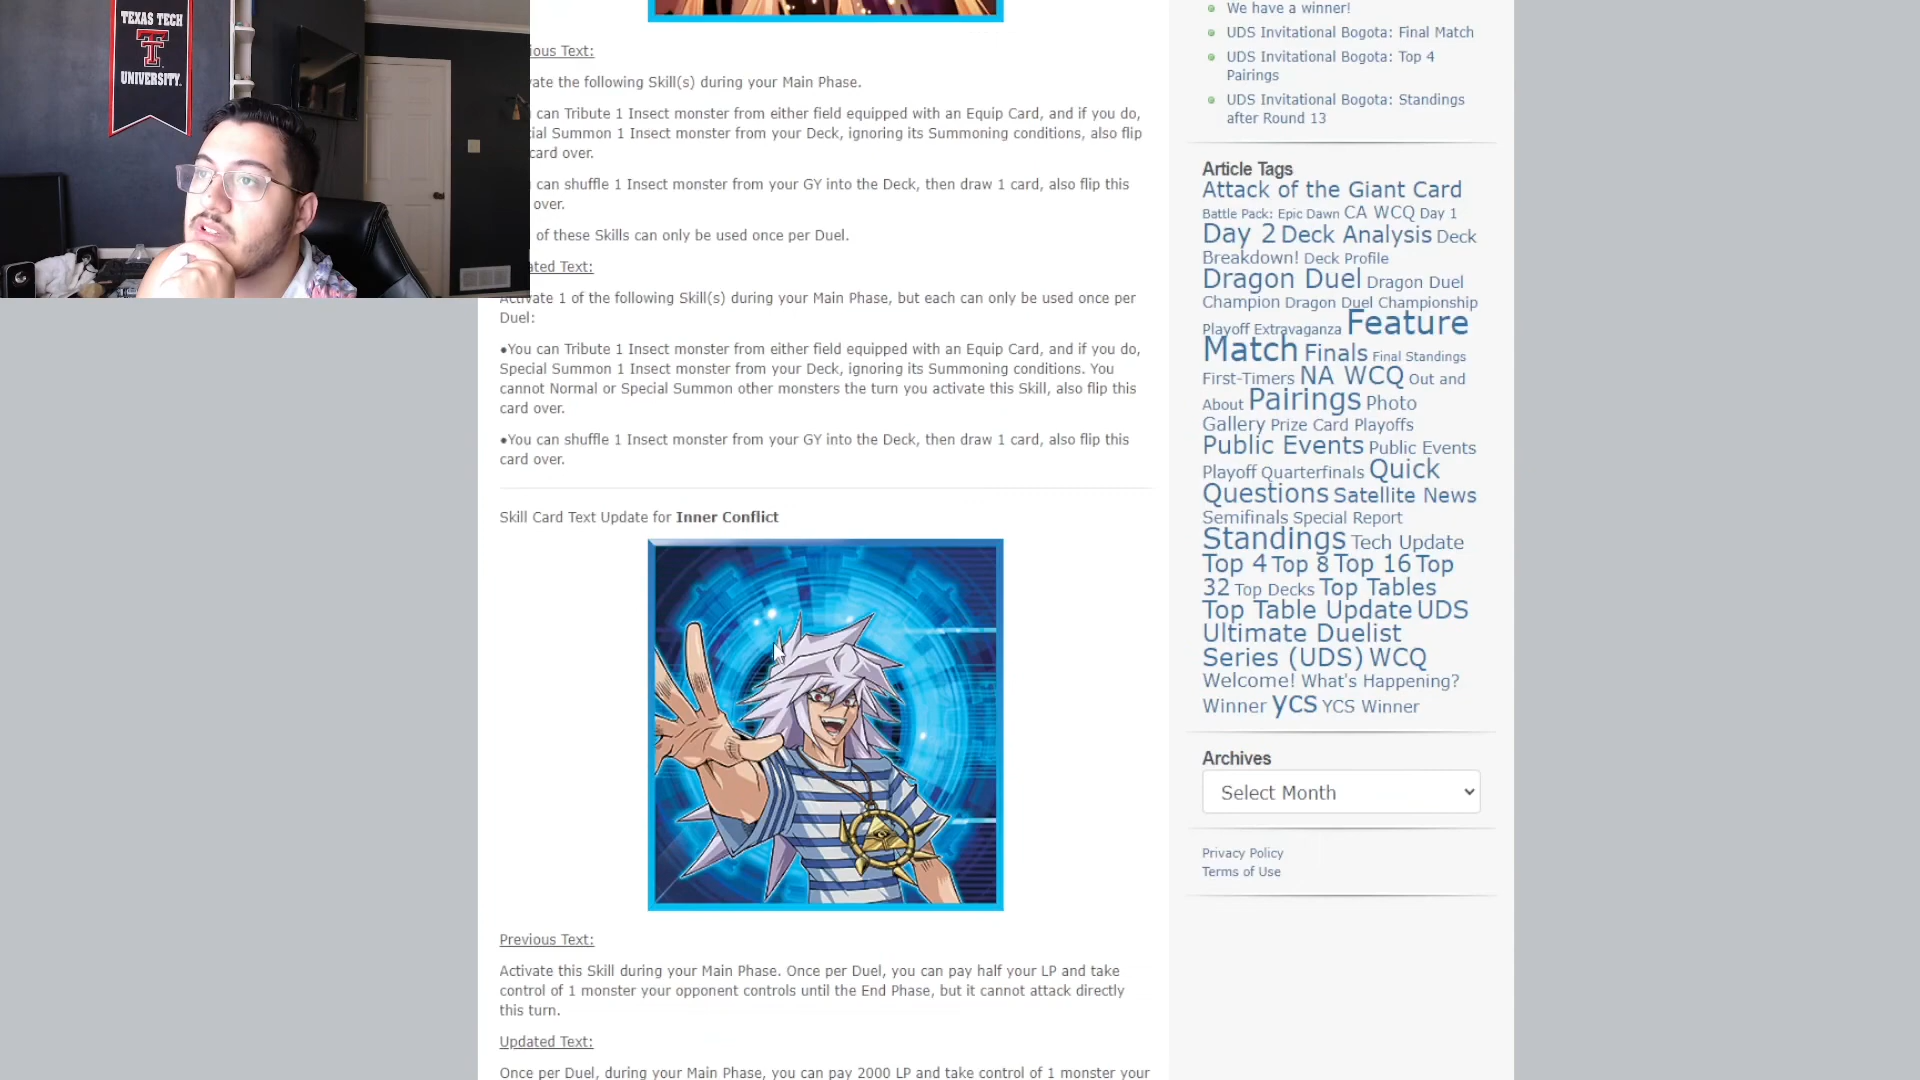 TEXAS TECH
T
UNIVERSITY
ious Text:
ate the following Skill(s) during your Main Phase.
can Tribute 1 Insect monster from either field equipped with an Equip Card, and if you do,
ial Summon 1 Insect monster from your Deck, ignoring its Summoning conditions, also flip
card over.
can shuffle 1 Insect monster from your GY into the Deck, then draw 1 card, also flip this
over.
of these Skills can only be used once per Duel.
ated Text:
Activate 1 of the following Skill(s) during your Main Phase, but each can only be used once per
Duel:
●You can Tribute 1 Insect monster from either field equipped with an Equip Card, and if you do,
Special Summon 1 Insect monster from your Deck, ignoring its Summoning conditions. You
cannot Normal or Special Summon other monsters the turn you activate this Skill, also flip this
card over.
●You can shuffle 1 Insect monster from your GY into the Deck, then draw 1 card, also flip this
card over.
Skill Card Text Update for Inner Conflict
Previous Text:
Activate this Skill during your Main Phase. Once per Duel, you can pay half your LP and take
control of 1 monster your opponent controls until the End Phase, but it cannot attack directly
this turn.
Updated Text:
Once per Duel, during your Main Phase, you can pay 2000 LP and take control of 1 monster your
We have a winner!
UDS Invitational Bogota: Final Match
UDS Invitational Bogota: Top 4
Pairings
UDS Invitational Bogota: Standings
after Round 13
Article Tags
Attack of the Giant Card
Battle Pack: Epic Dawn CA WCQ Day 1
Day 2 Deck Analysis Deck
Breakdown! Deck Profile
Dragon Duel Dragon Duel
Champion Dragon Duel Championship
Playoff Extravaganza Feature
Match Finals Final Standings
First-Timers NA WCQ Out and
About Pairings Photo
Gallery Prize Card Playoffs
Public Events Public Events
Playoff Quarterfinals Quick
Questions Satellite News
Semifinals Special Report
Standings Tech Update
Top 4 Top 8 Top 16 Top
32 Top Decks Top Tables
Top Table Update UDS
Ultimate Duelist
Series (UDS) WCQ
Welcome! What's Happening?
Winner ycs YCS Winner
Archives
Select Month
Privacy Policy
Terms of Use